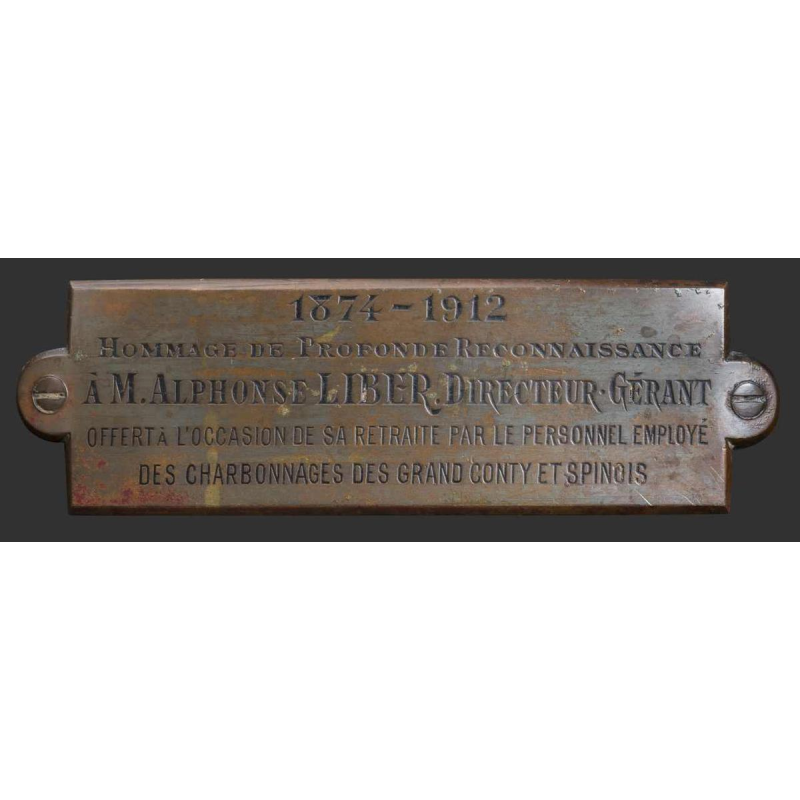 1874 - 1912
HOMMAGE DE PROFONDE RECONNAISSANCE
À M. ALPHONSE LIBER, DIRECTEUR-GÉRANT
OFFERT À L'OCCASION DE SA RETRAITE PAR LE PERSONNEL EMPLOYÉ
DES CHARBONNAGES DES GRAND CONTY ET SPINOIS